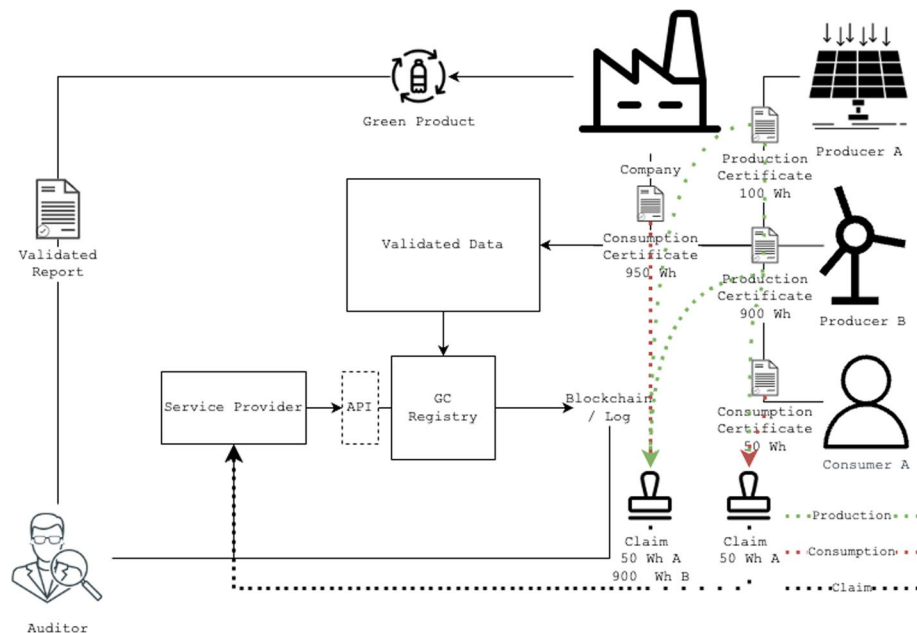 Green Product
Company
Producer A
Production
Certificate
100 Wh
Validated
Report
Validated Data
Consumption
Certificate
950 Wh
Production
Certificate
900 Wh
Producer B
Service Provider
API
GC
Registry
Blockchain
/ Log
Consumption
Certificate
50 Wh
Consumer A
Claim
50 Wh A
900 Wh B
Claim
50 Wh A
Production
Consumption
Claim
Auditor